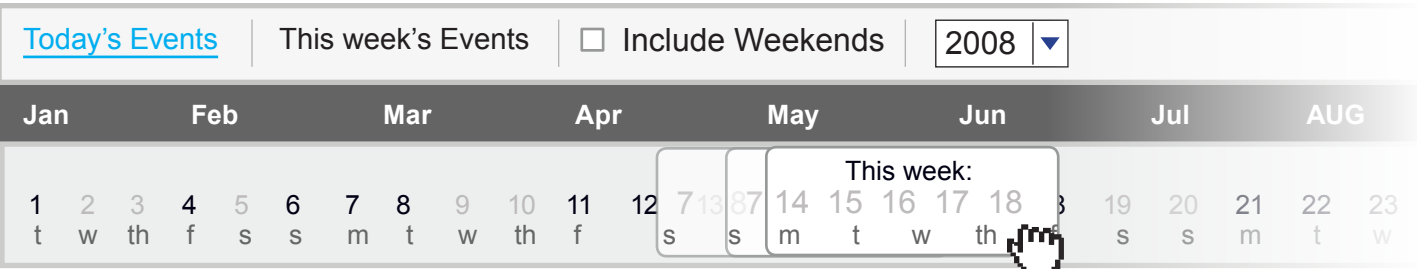 Today's Events This week's Events Include Weekends 2008
Jan Feb Mar Apr May Jun Jul AUG
This week:
1 2 3 4 5 6 7 8 9 10 11 12 7 13 8 7 14 15 16 17 18 19 20 21 22 23
t w th f s s m t w th f s s m t w th f s s m t w